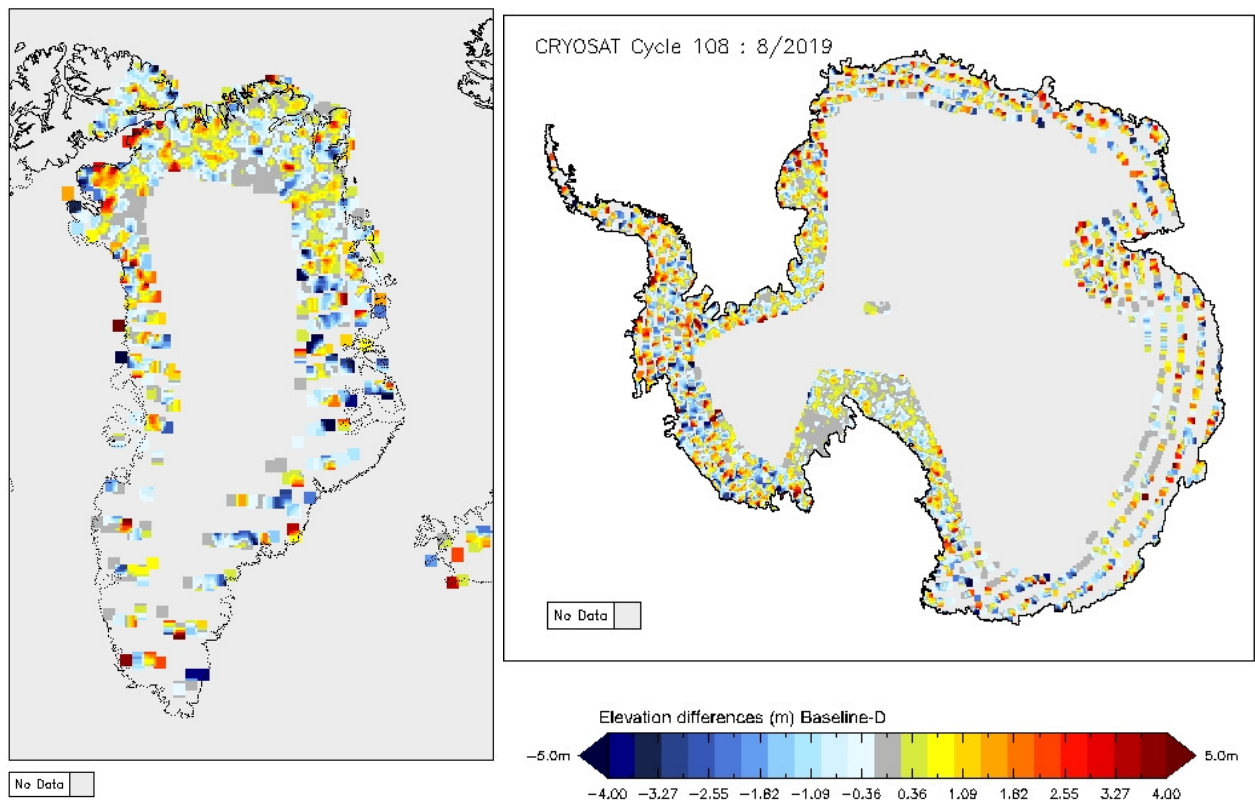 CRYOSAT Cycle 108 : 8/2019
No Data
Elevation differences (m) Baseline-D
-5.0m
5.0m
-4.00 -3.27 -2.55 -1.82 -1.09 -0.36 0.36 1.09 1.82 2.55 3.27 4.00
No Data